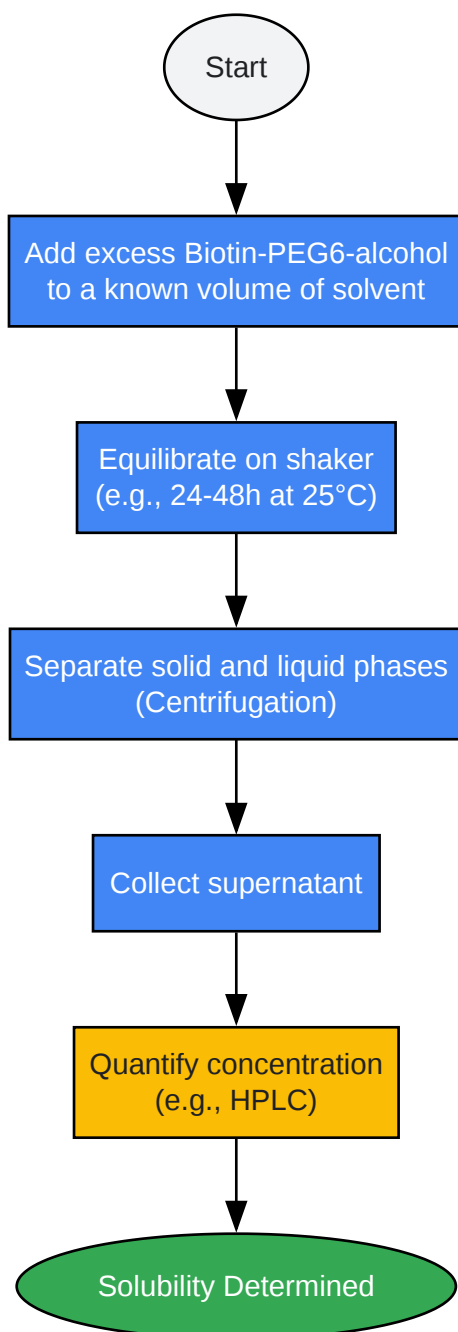 Start
Add excess Biotin-PEG6-alcohol
to a known volume of solvent
Equilibrate on shaker
(e.g., 24-48h at 25°C)
Separate solid and liquid phases
(Centrifugation)
Collect supernatant
Quantify concentration
(e.g., HPLC)
Solubility Determined